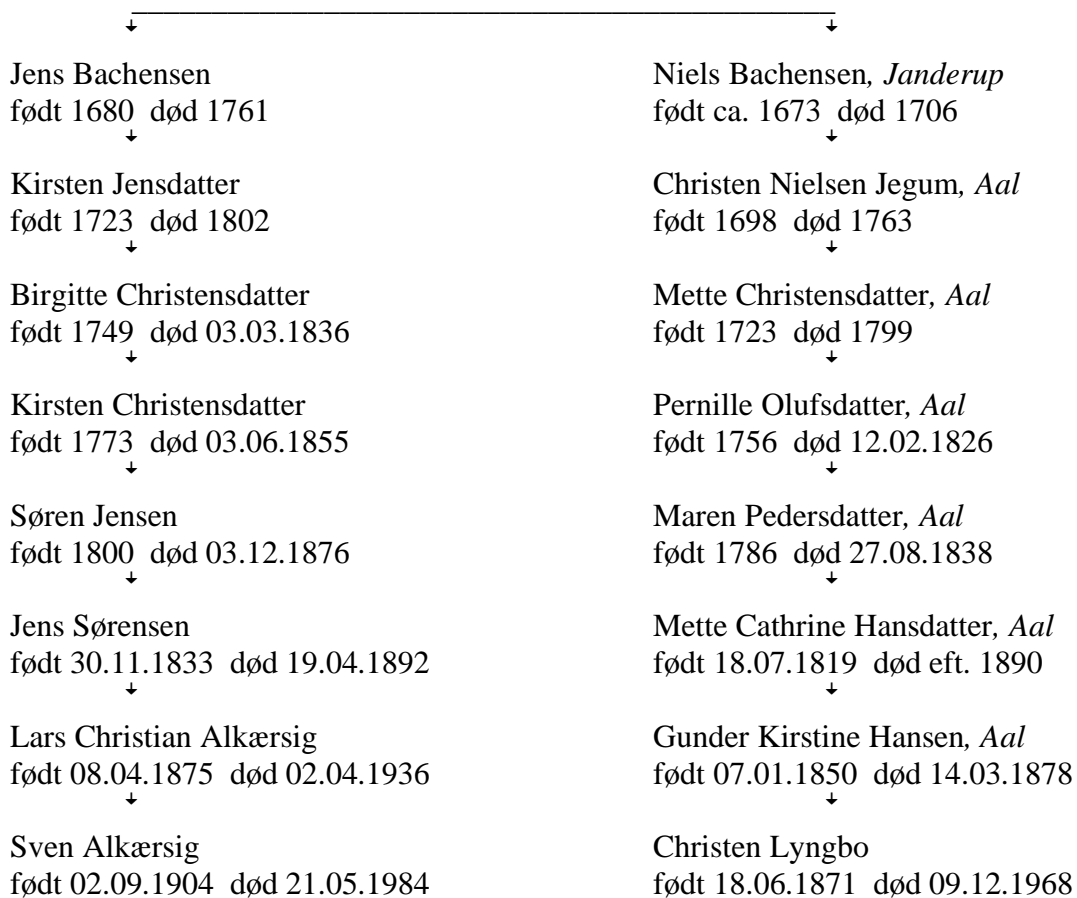 Jens Bachensen
født 1680  død 1761
Kirsten Jensdatter
født 1723  død 1802
Birgitte Christensdatter
født 1749  død 03.03.1836
Kirsten Christensdatter
født 1773  død 03.06.1855
Søren Jensen
født 1800  død 03.12.1876
Jens Sørensen
født 30.11.1833  død 19.04.1892
Lars Christian Alkærsig
født 08.04.1875  død 02.04.1936
Sven Alkærsig
født 02.09.1904  død 21.05.1984
Niels Bachensen, Janderup
født ca. 1673  død 1706
Christen Nielsen Jegum, Aal
født 1698  død 1763
Mette Christensdatter, Aal
født 1723  død 1799
Pernille Olufsdatter, Aal
født 1756  død 12.02.1826
Maren Pedersdatter, Aal
født 1786  død 27.08.1838
Mette Cathrine Hansdatter, Aal
født 18.07.1819  død eft. 1890
Gunder Kirstine Hansen, Aal
født 07.01.1850  død 14.03.1878
Christen Lyngbo
født 18.06.1871  død 09.12.1968